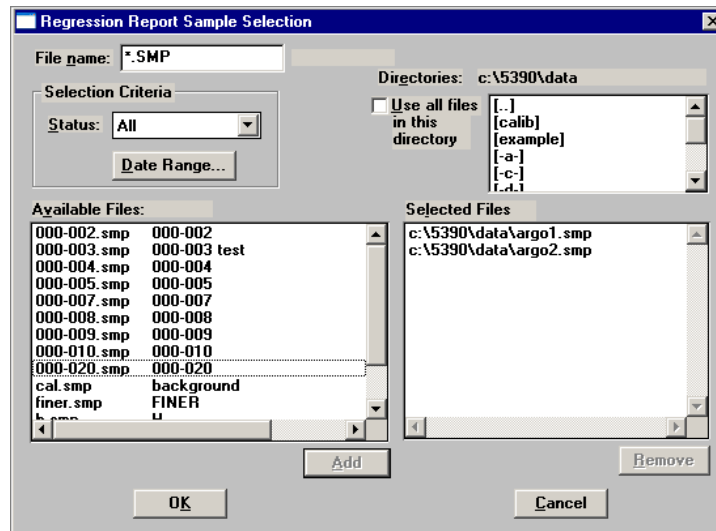 Regression Report Sample Selection
File name: *.SMP
Directories: c:\5390\data
Selection Criteria
Status: All
Date Range...
Use all files
in this
directory
[..]
[calib]
[example]
[-a-]
[-c-]
[-d-]
Available Files:
000-002.smp 000-002
000-003.smp 000-003 test
000-004.smp 000-004
000-005.smp 000-005
000-007.smp 000-007
000-008.smp 000-008
000-009.smp 000-009
000-010.smp 000-010
000-020.smp 000-020
cal.smp background
finer.smp FINER
h.smp H
Selected Files
c:\5390\data\argo1.smp
c:\5390\data\argo2.smp
Add
Remove
OK
Cancel